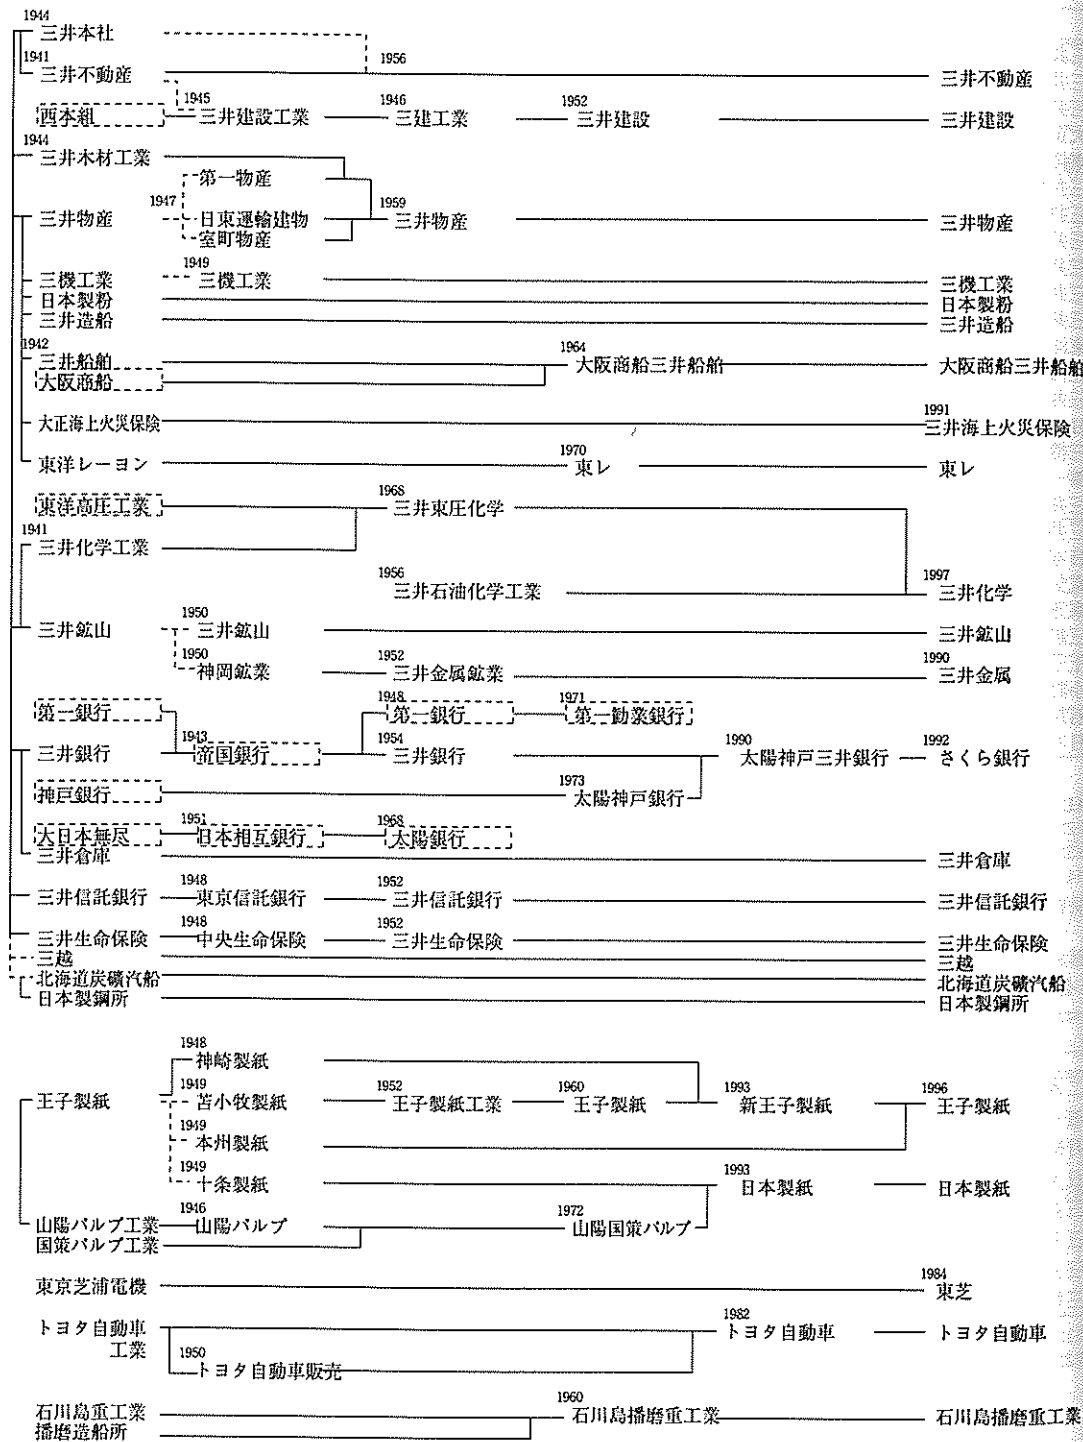 1944
三井本社
1941
1956
三井不動産
三井不動産
1945
1946
1952
西本組
三井建設工業
三建工業
三井建設
三井建設
1944
三井木材工業
第一物産
1947
1959
三井物産
日東運輸建物
三井物産
三井物産
室町物産
1949
三機工業
三機工業
三機工業
日本製粉
日本製粉
三井造船
三井造船
1942
1964
三井船舶
大阪商船三井船舶
大阪商船三井船舶
大阪商船
1991
大正海上火災保険
三井海上火災保険
1970
東洋レーヨン
東レ
東レ
1968
東洋高圧工業
三井東圧化学
1941
三井化学工業
1956
1997
三井石油化学工業
三井化学
1950
三井鉱山
三井鉱山
三井鉱山
1950
1952
1990
神岡鉱業
三井金属鉱業
三井金属
1948
1971
第一銀行
第一銀行
第一勧業銀行
1943
1954
1990
1992
三井銀行
帝国銀行
三井銀行
太陽神戸三井銀行
さくら銀行
1973
神戸銀行
太陽神戸銀行
1951
1968
大日本無尽
日本相互銀行
太陽銀行
三井倉庫
三井倉庫
1948
1952
三井信託銀行
東京信託銀行
三井信託銀行
三井信託銀行
1948
1952
三井生命保険
中央生命保険
三井生命保険
三井生命保険
三越
三越
北海道炭礦汽船
北海道炭礦汽船
日本製鋼所
日本製鋼所
1948
神崎製紙
1949
1952
1960
1993
1996
王子製紙
苫小牧製紙
王子製紙工業
王子製紙
新王子製紙
王子製紙
1949
本州製紙
1949
1993
十条製紙
日本製紙
日本製紙
1946
1972
山陽パルプ工業
山陽パルプ
山陽国策パルプ
国策パルプ工業
1984
東京芝浦電機
東芝
1982
トヨタ自動車
工業
トヨタ自動車
トヨタ自動車
1950
トヨタ自動車販売
1960
石川島重工業
石川島播磨重工業
石川島播磨重工業
播磨造船所